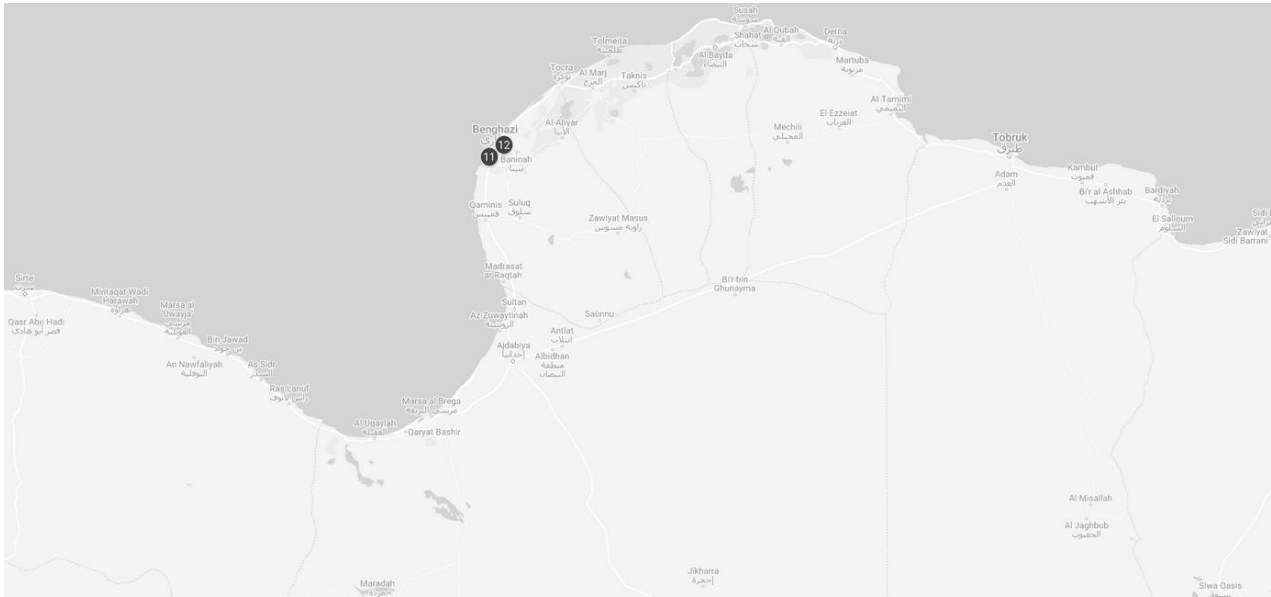 Susah
سوسة
Al Qubah
القبة
Derna
درنة
Shahat
شحات
Tolmeita
طلميثة
Al Bayda
البيضاء
Martuba
مرتوبة
Tocra
توكرة
Al Marj
المرج
Taknis
تاكنس
At Tamimi
التميمي
El Ezzeiat
العزيات
Mechili
المخيلي
Al-Abyar
الأبيار
Benghazi
12
11
Baninah
بنينا
Tobruk
طبرق
Adam
العدم
Kambut
قمبوت
Bi'r al Ashhab
بئر الأشهب
Bardiyah
بردية
El Salloum
السلوم
Sidi
Zawiyat
Sidi Barrani
Qaminis
قمينس
Suluq
سلوق
Zawiyat Masus
زاوية مسوس
Madrasat
ar Raqtah
Bi'r bin
Ghunayma
Sultan
Az-Zuwaytinah
الزويتينة
Saünnu
Antlat
انتلات
Albidhan
منطقة
البيضان
Ajdabiya
إجدابيا
Sirte
سرت
Qasr Abu Hadi
قصر أبو هادي
Mintaqat Wadi
Harawah
هراوة
Marsa al
Uwayja
مرسى
العويجة
Bin Jawad
بن جواد
An Nawfaliyah
النوفلية
As Sidr
السدر
Ras Lanuf
راس لانوف
Al Uqaylah
العقيلة
Marsa al Brega
مرسى البريقة
Qaryat Bashir
Maradah
مرادة
Jikharra
إجخرة
Al Misallah
Al Jaghbub
الجغبوب
Siwa Oasis